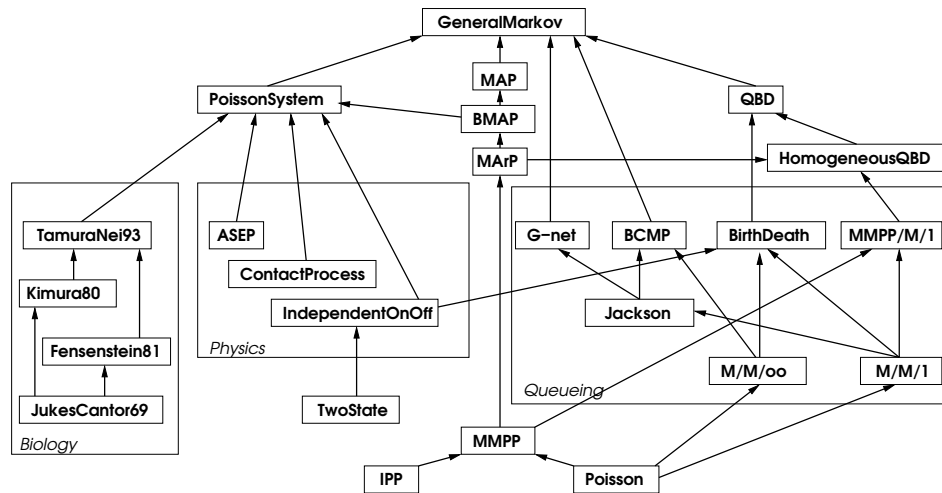 GeneralMarkov
MAP
PoissonSystem
QBD
BMAP
MArP
HomogeneousQBD
TamuraNei93
ASEP
G−net
BCMP
BirthDeath
MMPP/M/1
ContactProcess
Kimura80
IndependentOnOff
Jackson
Fensenstein81
Physics
M/M/oo
M/M/1
Queueing
JukesCantor69
TwoState
Biology
MMPP
IPP
Poisson